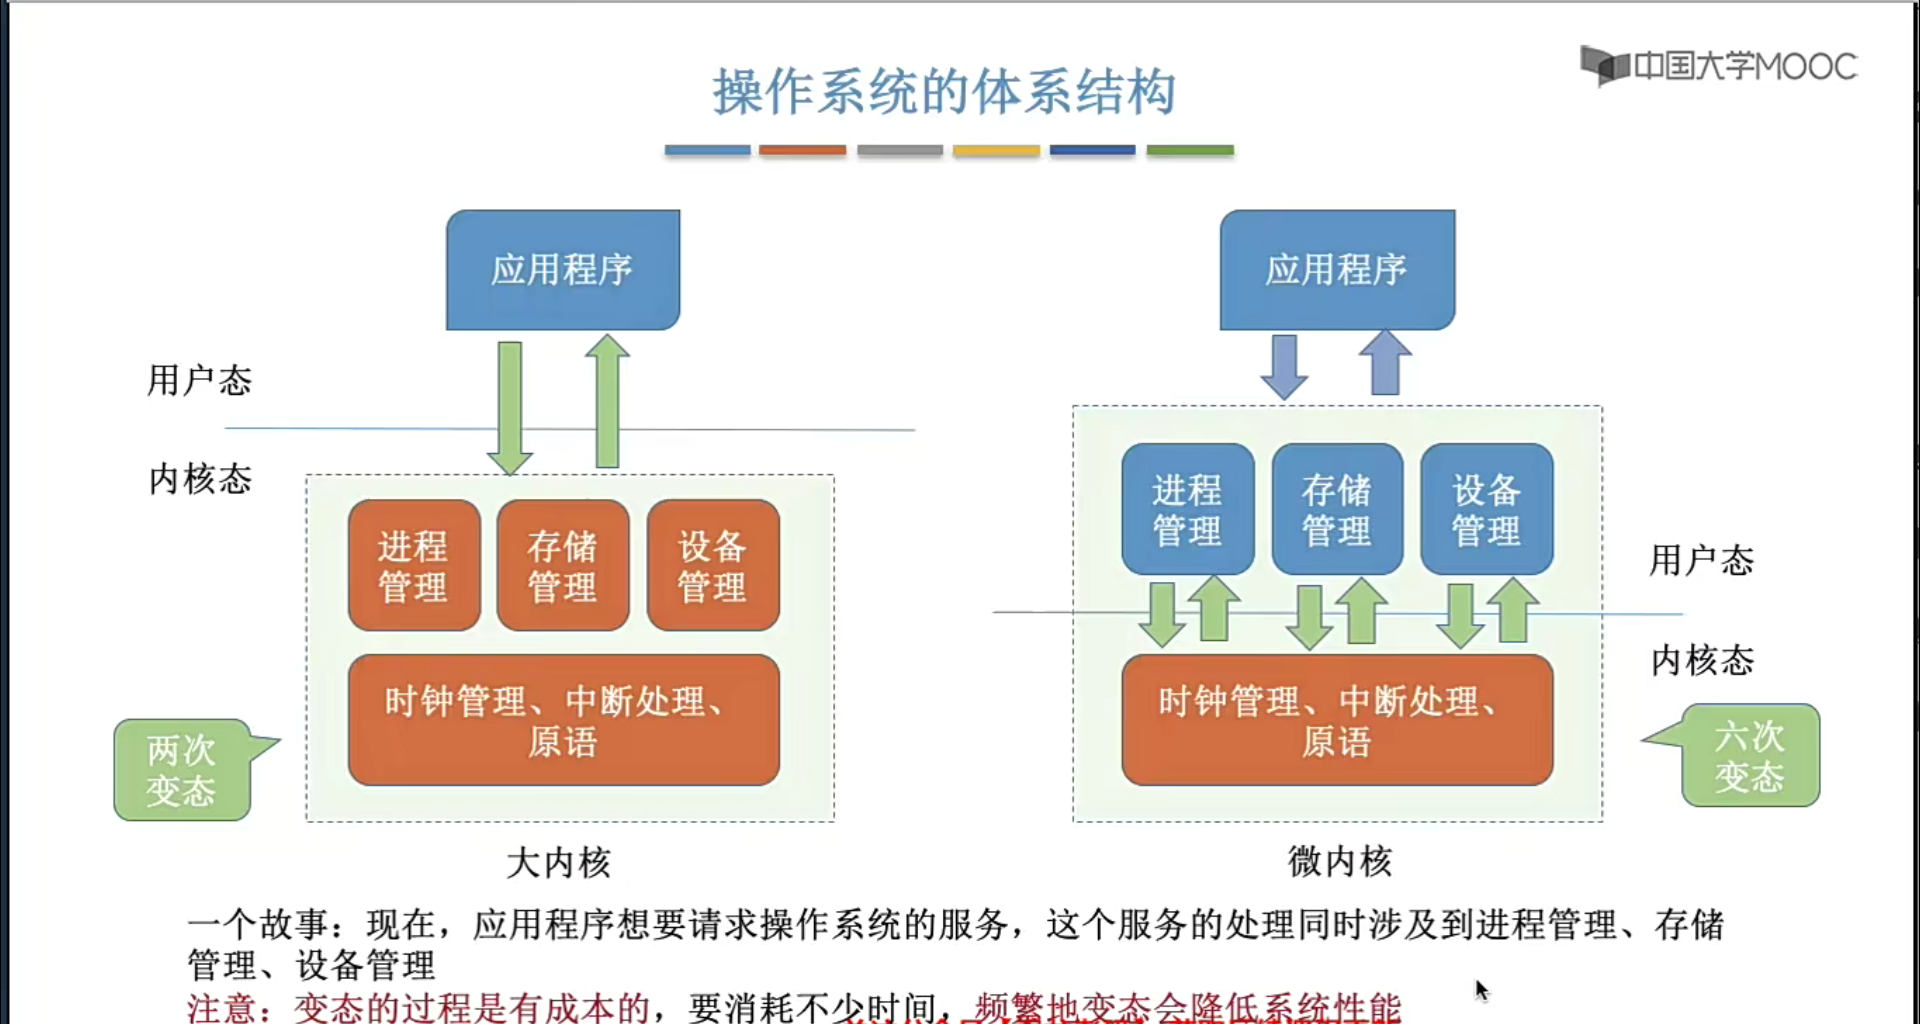 中国大学MOOC
操作系统的体系结构
应用程序
用户态
内核态
进程
管理
存储
管理
设备
管理
时钟管理、中断处理、
原语
两次
变态
大内核
应用程序
进程
管理
存储
管理
设备
管理
用户态
内核态
时钟管理、中断处理、
原语
六次
变态
微内核
一个故事：现在，应用程序想要请求操作系统的服务，这个服务的处理同时涉及到进程管理、存储
管理、设备管理
注意：变态的过程是有成本的，要消耗不少时间，频繁地变态会降低系统性能